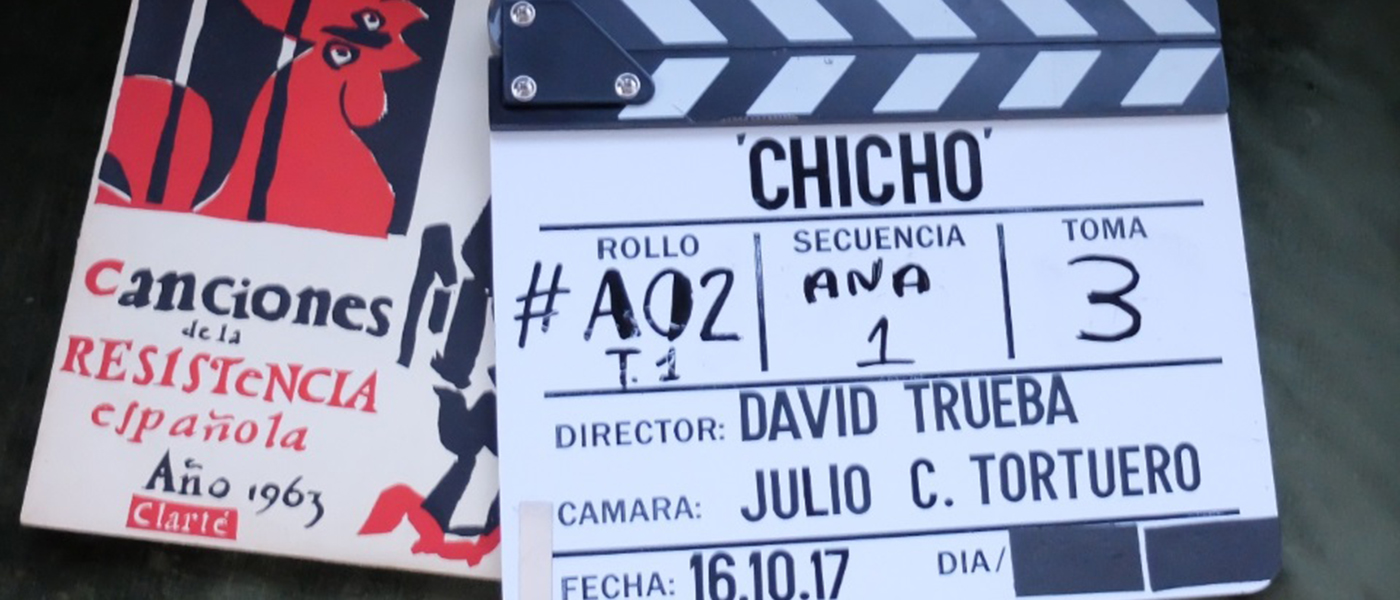 Canciones
de la
RESISTeNCIA
española
Año 1963
Clarté
'CHICHO'
ROLLO
#A02
T.1
SECUENCIA
ANA
1
TOMA
3
DIRECTOR: DAVID TRUEBA
CAMARA: JULIO C. TORTUERO
FECHA: 16.10.17
DIA/